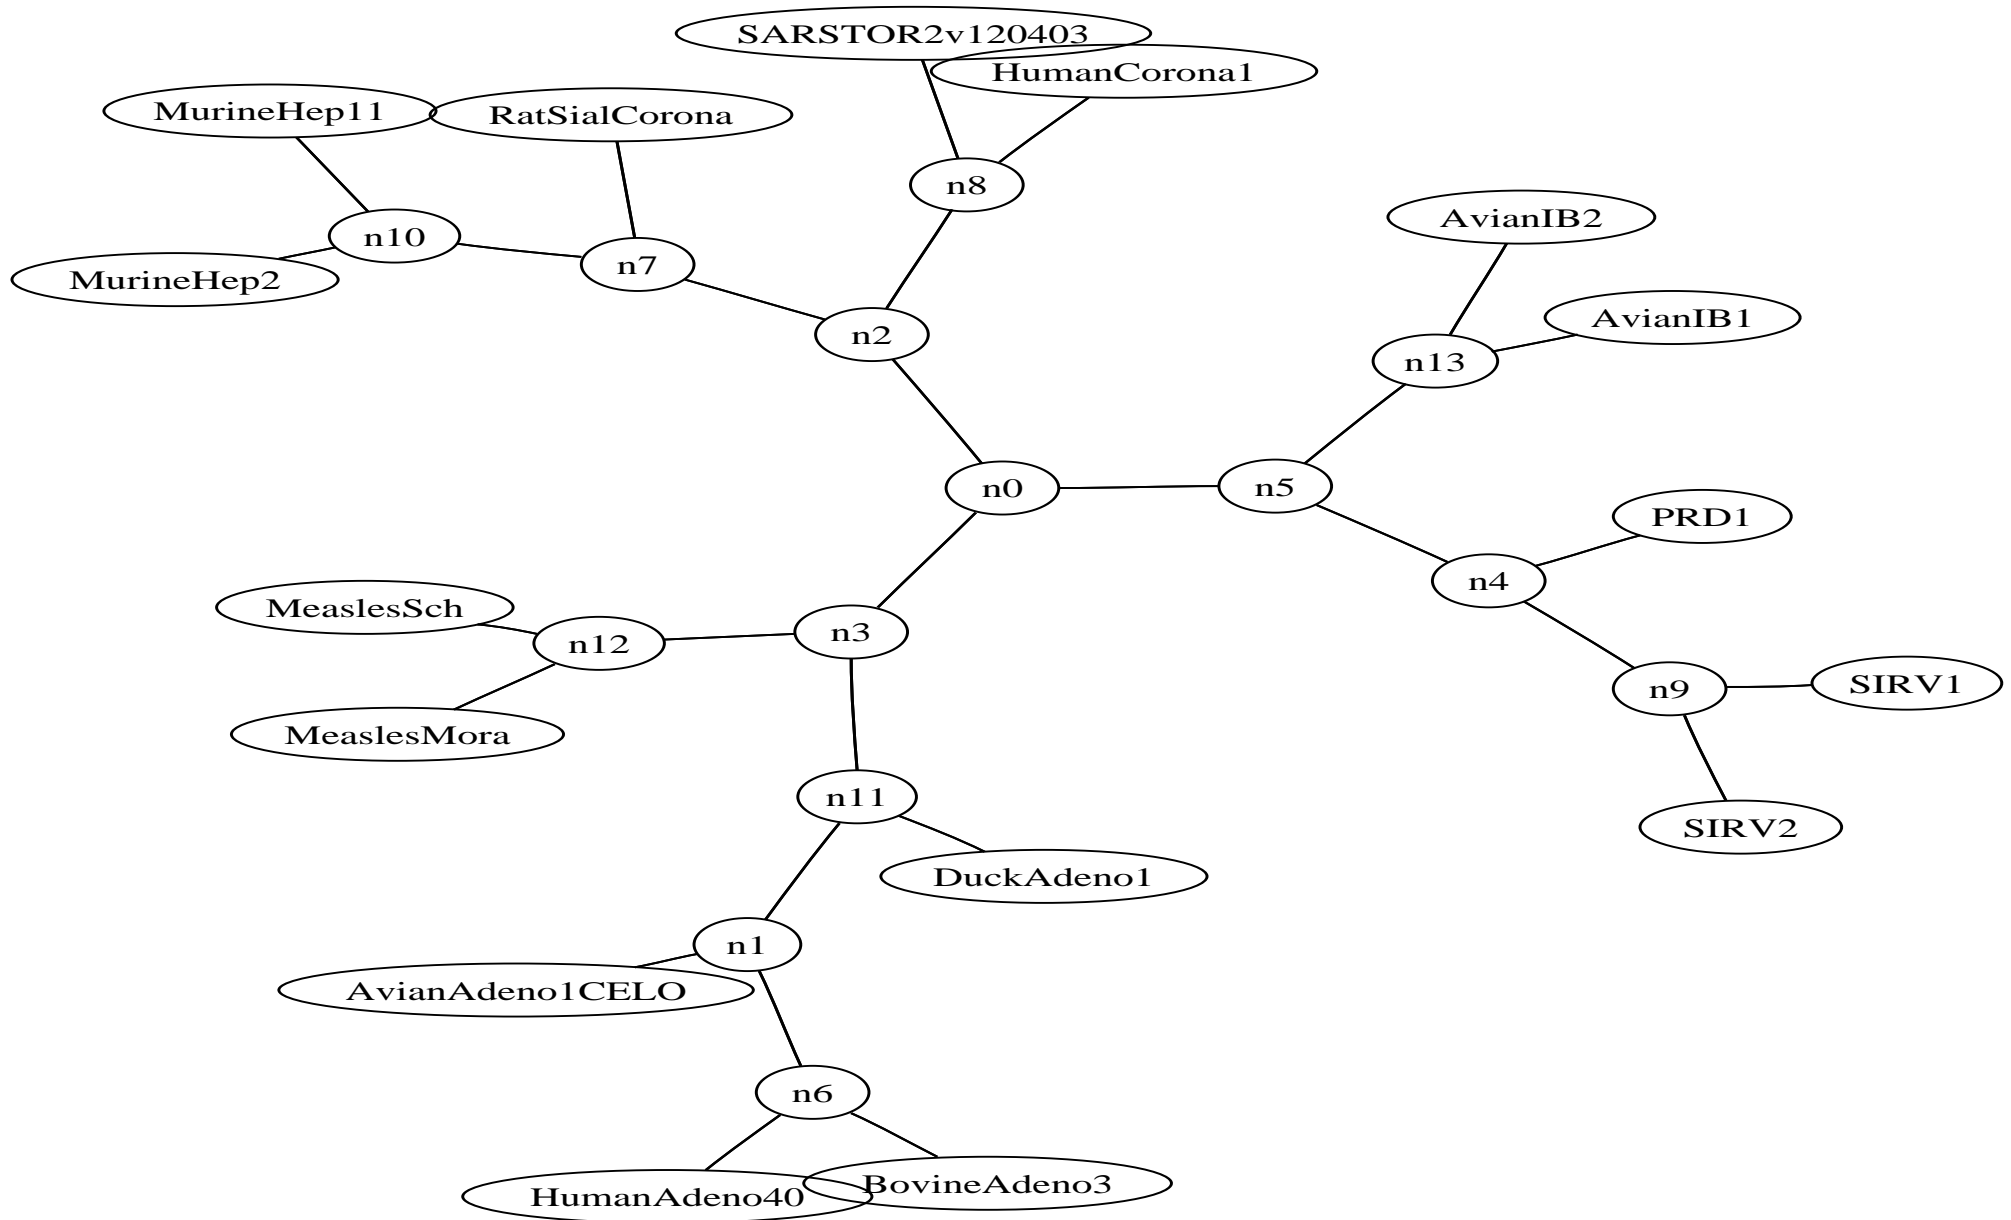 SARSTOR2v120403
HumanCorona1
MurineHep11
RatSialCorona
n8
AvianIB2
n10
n7
MurineHep2
AvianIB1
n2
n13
n0
n5
PRD1
n4
MeaslesSch
n3
n12
n9
SIRV1
MeaslesMora
n11
SIRV2
DuckAdeno1
n1
AvianAdeno1CELO
n6
BovineAdeno3
HumanAdeno40